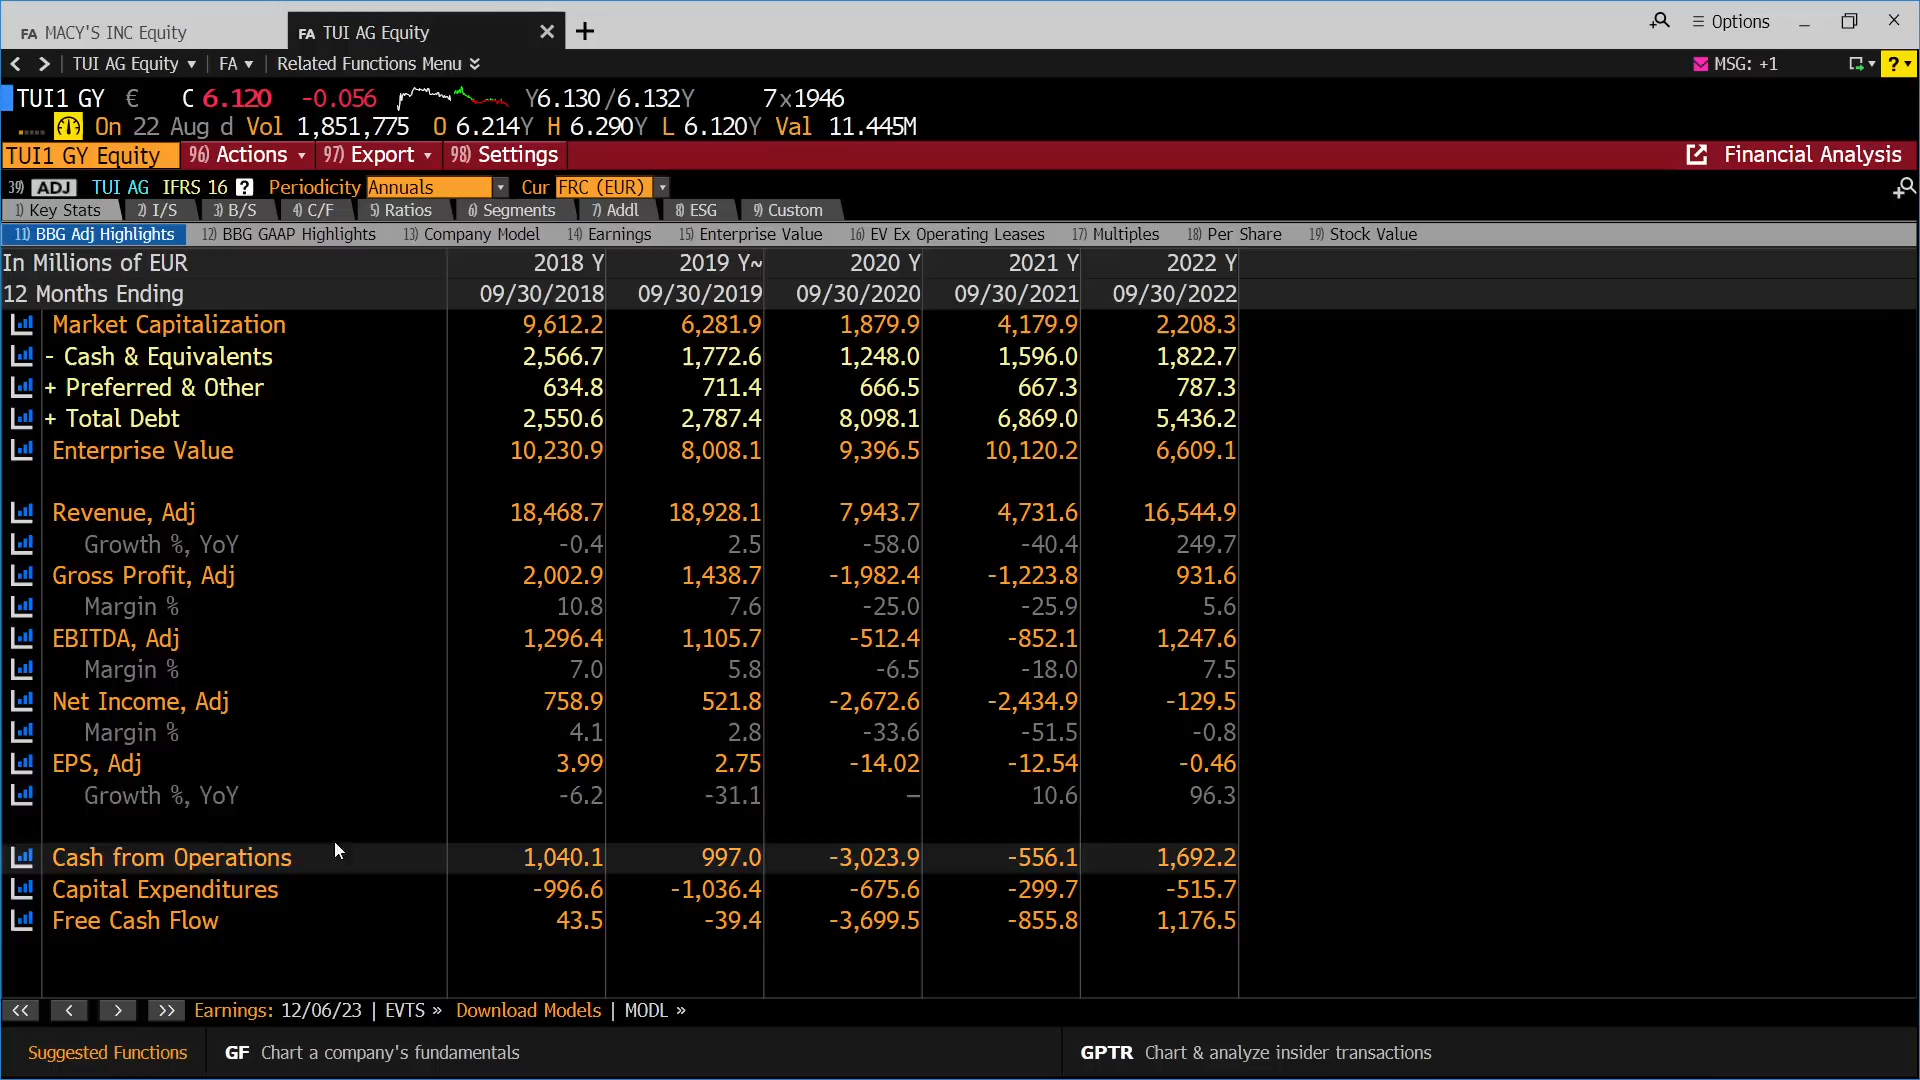 FA MACY'S INC Equity FA TUI AG Equity × + Options
TUI AG Equity FA Related Functions Menu MSG: +1 ?
TUI1 GY € C 6.120 -0.056 Y6.130/6.132Y 7x1946
On 22 Aug d Vol 1,851,775 O 6.214Y H 6.290Y L 6.120Y Val 11.445M
TUI1 GY Equity 96) Actions 97) Export 98) Settings Financial Analysis
39) ADJ TUI AG IFRS 16 ? Periodicity Annuals Cur FRC (EUR)
1) Key Stats 2) I/S 3) B/S 4) C/F 5) Ratios 6) Segments 7) Addl 8) ESG 9) Custom
11) BBG Adj Highlights 12) BBG GAAP Highlights 13) Company Model 14) Earnings 15) Enterprise Value 16) EV Ex Operating Leases 17) Multiples 18) Per Share 19) Stock Value
In Millions of EUR 2018 Y 2019 Y~ 2020 Y 2021 Y 2022 Y
12 Months Ending 09/30/2018 09/30/2019 09/30/2020 09/30/2021 09/30/2022
Market Capitalization 9,612.2 6,281.9 1,879.9 4,179.9 2,208.3
- Cash & Equivalents 2,566.7 1,772.6 1,248.0 1,596.0 1,822.7
+ Preferred & Other 634.8 711.4 666.5 667.3 787.3
+ Total Debt 2,550.6 2,787.4 8,098.1 6,869.0 5,436.2
Enterprise Value 10,230.9 8,008.1 9,396.5 10,120.2 6,609.1
Revenue, Adj 18,468.7 18,928.1 7,943.7 4,731.6 16,544.9
Growth %, YoY -0.4 2.5 -58.0 -40.4 249.7
Gross Profit, Adj 2,002.9 1,438.7 -1,982.4 -1,223.8 931.6
Margin % 10.8 7.6 -25.0 -25.9 5.6
EBITDA, Adj 1,296.4 1,105.7 -512.4 -852.1 1,247.6
Margin % 7.0 5.8 -6.5 -18.0 7.5
Net Income, Adj 758.9 521.8 -2,672.6 -2,434.9 -129.5
Margin % 4.1 2.8 -33.6 -51.5 -0.8
EPS, Adj 3.99 2.75 -14.02 -12.54 -0.46
Growth %, YoY -6.2 -31.1 — 10.6 96.3
Cash from Operations 1,040.1 997.0 -3,023.9 -556.1 1,692.2
Capital Expenditures -996.6 -1,036.4 -675.6 -299.7 -515.7
Free Cash Flow 43.5 -39.4 -3,699.5 -855.8 1,176.5
<< < > >> Earnings: 12/06/23 | EVTS » Download Models | MODL »
Suggested Functions GF Chart a company's fundamentals GPTR Chart & analyze insider transactions